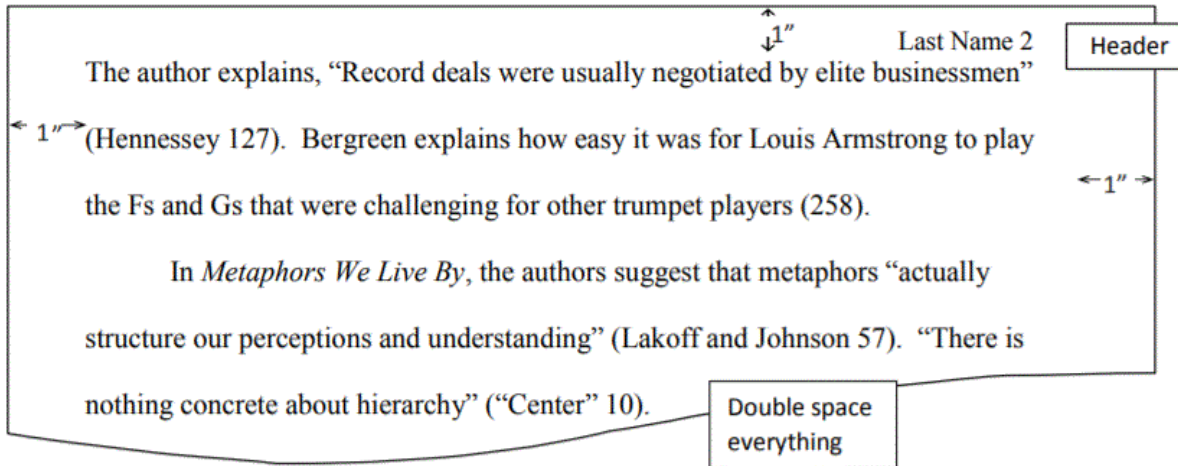 1″
Last Name 2
Header
The author explains, “Record deals were usually negotiated by elite businessmen”
1″
(Hennessey 127).  Bergreen explains how easy it was for Louis Armstrong to play
1″
the Fs and Gs that were challenging for other trumpet players (258).
In Metaphors We Live By, the authors suggest that metaphors “actually
structure our perceptions and understanding” (Lakoff and Johnson 57).  “There is
nothing concrete about hierarchy” (“Center” 10).
Double space
everything